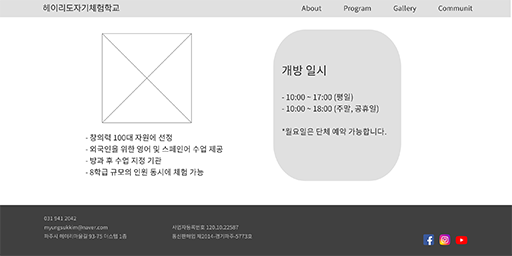 헤이리도자기체험학교
About Program Gallery Communit
개방 일시
- 10:00 ~ 17:00 (평일)
- 10:00 ~ 18:00 (주말, 공휴일)
*월요일은 단체 예약 가능합니다.
- 창의력 100대 자원에 선정
- 외국인을 위한 영어 및 스페인어 수업 제공
- 방과 후 수업 지정 기관
- 8학급 규모의 인원 동시에 체험 가능
031 941 2042
myungsukkim@naver.com
파주시 헤이리마을길 93-75 이스템 1층
사업자등록번호 120.10.22587
통신판매업 제2014-경기파주-5773호